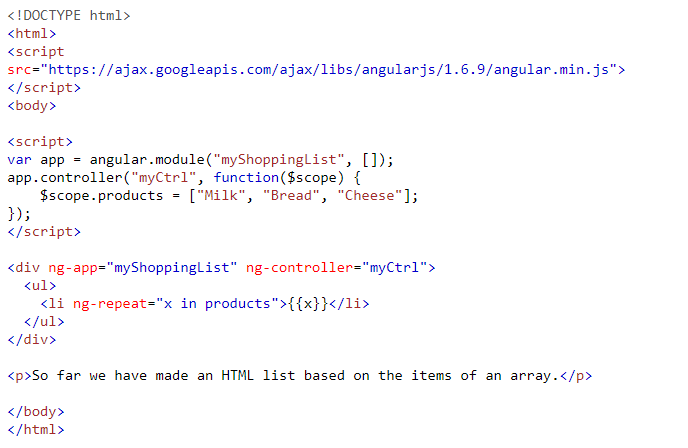 <!DOCTYPE html>
<html>
<script
src="https://ajax.googleapis.com/ajax/libs/angularjs/1.6.9/angular.min.js">
</script>
<body>

<script>
var app = angular.module("myShoppingList", []);
app.controller("myCtrl", function($scope) {
    $scope.products = ["Milk", "Bread", "Cheese"];
});
</script>

<div ng-app="myShoppingList" ng-controller="myCtrl">
  <ul>
    <li ng-repeat="x in products">{{x}}</li>
  </ul>
</div>

<p>So far we have made an HTML list based on the items of an array.</p>

</body>
</html>